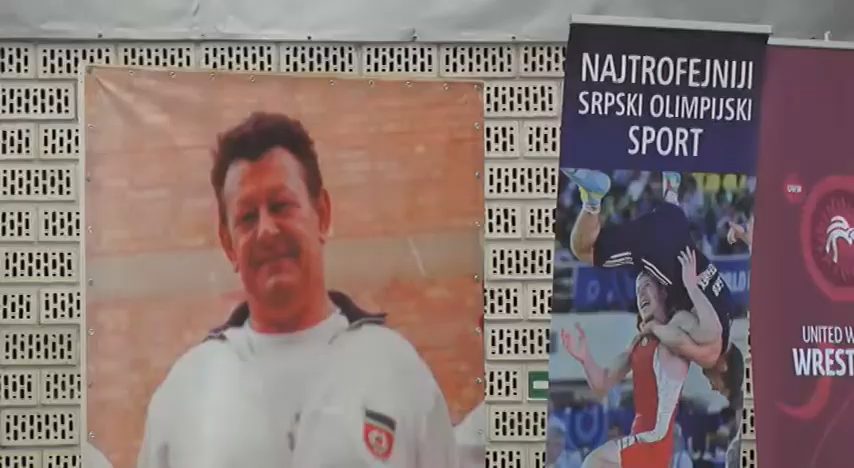 NAJTROFEJNIJI
SRPSKI OLIMPIJSKI
SPORT
UNITED W
WREST